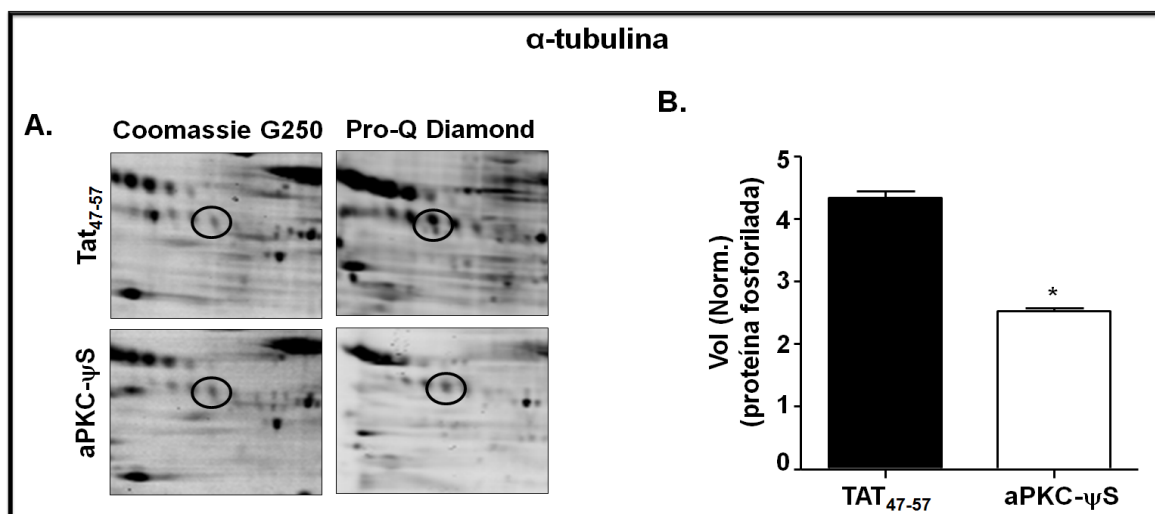 α-tubulina
A.
Coomassie G250
Pro-Q Diamond
Tat47-57
aPKC-ψS
B.
Vol (Norm.)
(proteína fosforilada)
5
4
3
2
1
0
*
TAT47-57
aPKC-ψS